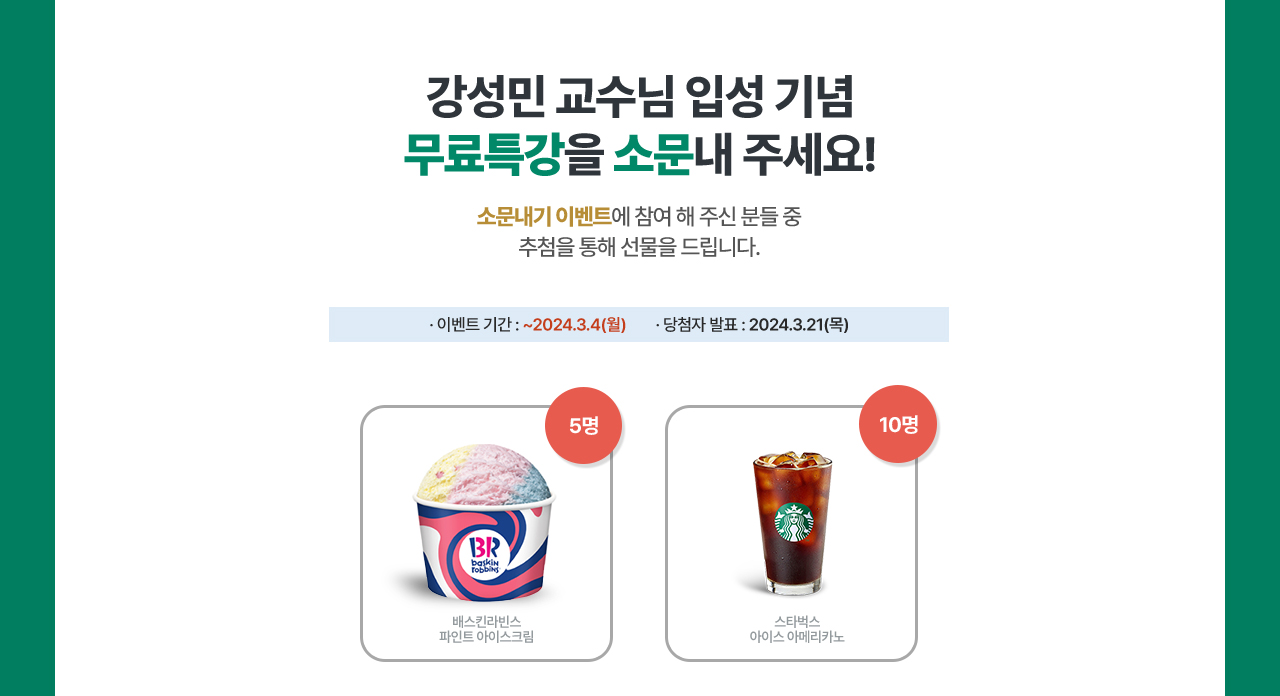 강성민 교수님 입성 기념
무료특강을 소문내 주세요!
소문내기 이벤트에 참여 해 주신 분들 중
추첨을 통해 선물을 드립니다.
· 이벤트 기간 : ~2024.3.4(월) · 당첨자 발표 : 2024.3.21(목)
5명
10명
BR
baskin
robbins
배스킨라빈스
파인트 아이스크림
스타벅스
아이스 아메리카노